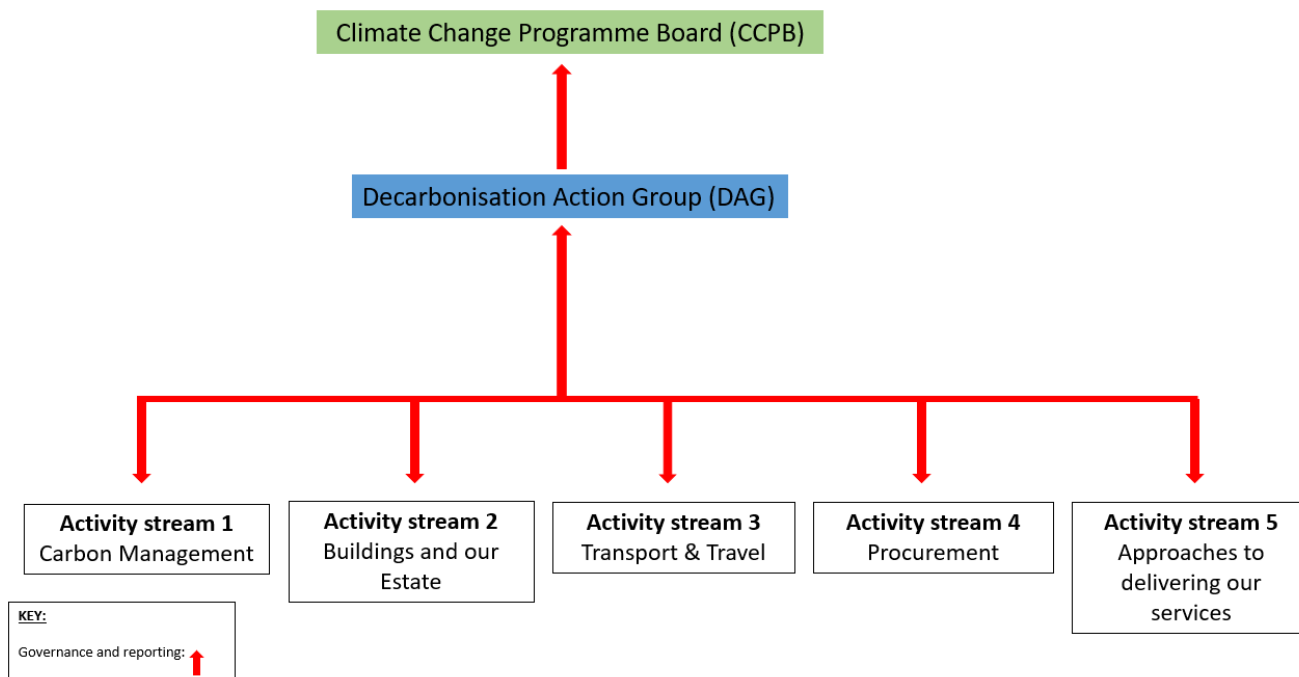 Climate Change Programme Board (CCPB)
Decarbonisation Action Group (DAG)
Activity stream 1
Carbon Management
Activity stream 2
Buildings and our
Estate
Activity stream 3
Transport & Travel
Activity stream 4
Procurement
Activity stream 5
Approaches to
delivering our
services
KEY:
Governance and reporting: